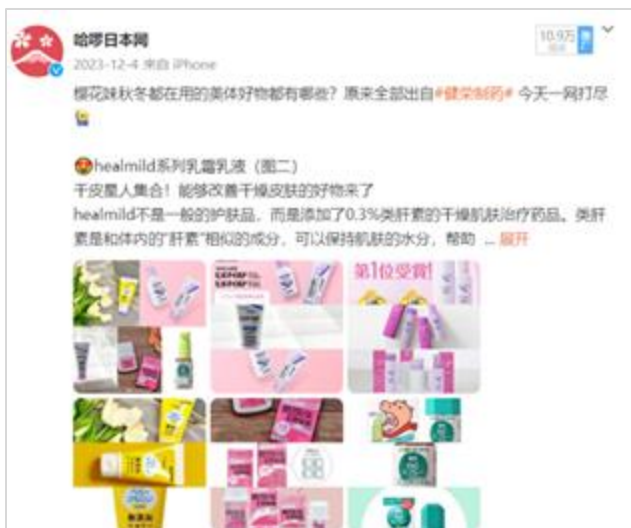 哈啰日本网
10.9万
2023-12-4 来自 iPhone
樱花妹秋冬都在用的美体好物都有哪些？原来全部出自#健荣制药# 今天一网打尽
healmild系列乳霜乳液（图二）
干皮星人集合！能够改善干燥皮肤的好物来了
healmild不是一般的护肤品，而是添加了0.3%类肝素的干燥肌肤治疗药品。类肝
素是和体内的“肝素”相似的成分，可以保持肌肤的水分，帮助 ... 展开
第1位受賞!